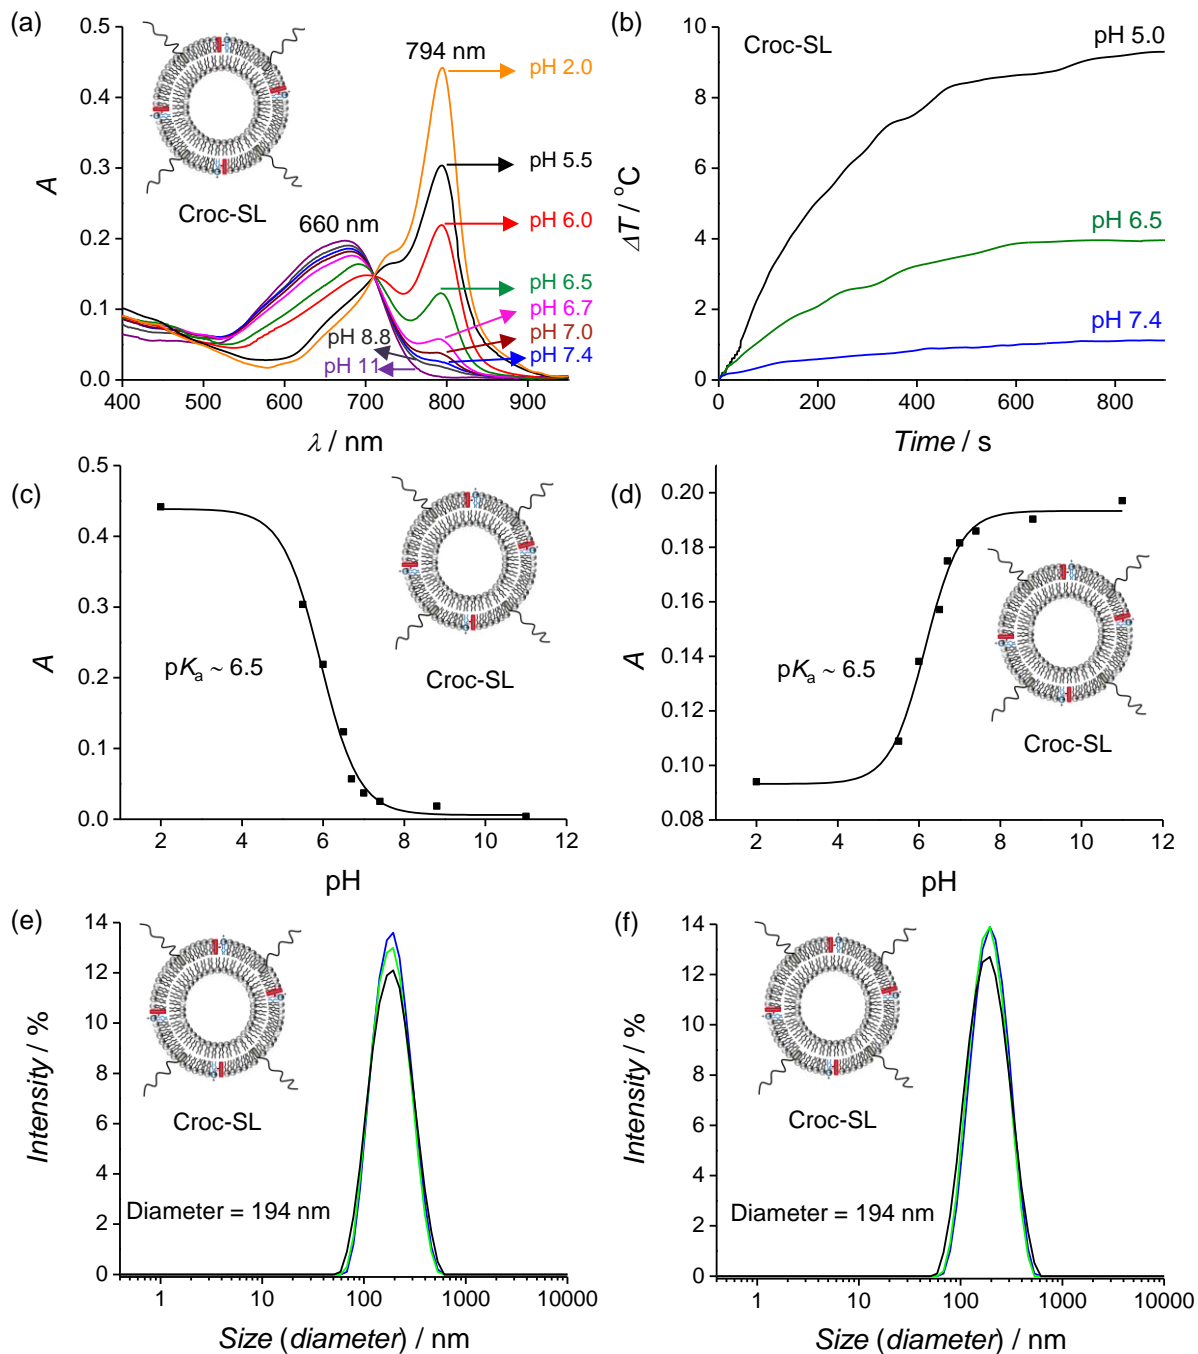 (a)
0.5
0.4
0.3
0.2
0.1
0.0
A
794 nm
660 nm
Croc-SL
pH 2.0
pH 5.5
pH 6.0
pH 6.5
pH 6.7
pH 7.0
pH 7.4
pH 8.8
pH 11
400 500 600 700 800 900
λ / nm
(b)
Croc-SL
10
8
6
4
2
0
ΔT / °C
pH 5.0
pH 6.5
pH 7.4
0 200 400 600 800
Time / s
(c)
0.5
0.4
0.3
0.2
0.1
0.0
A
pKa ~ 6.5
Croc-SL
2 4 6 8 10 12
pH
(d)
0.20
0.18
0.16
0.14
0.12
0.10
0.08
A
pKa ~ 6.5
Croc-SL
2 4 6 8 10 12
pH
(e)
14
12
10
8
6
4
2
0
Intensity / %
Croc-SL
Diameter = 194 nm
1 10 100 1000 10000
Size (diameter) / nm
(f)
14
12
10
8
6
4
2
0
Intensity / %
Croc-SL
Diameter = 194 nm
1 10 100 1000 10000
Size (diameter) / nm